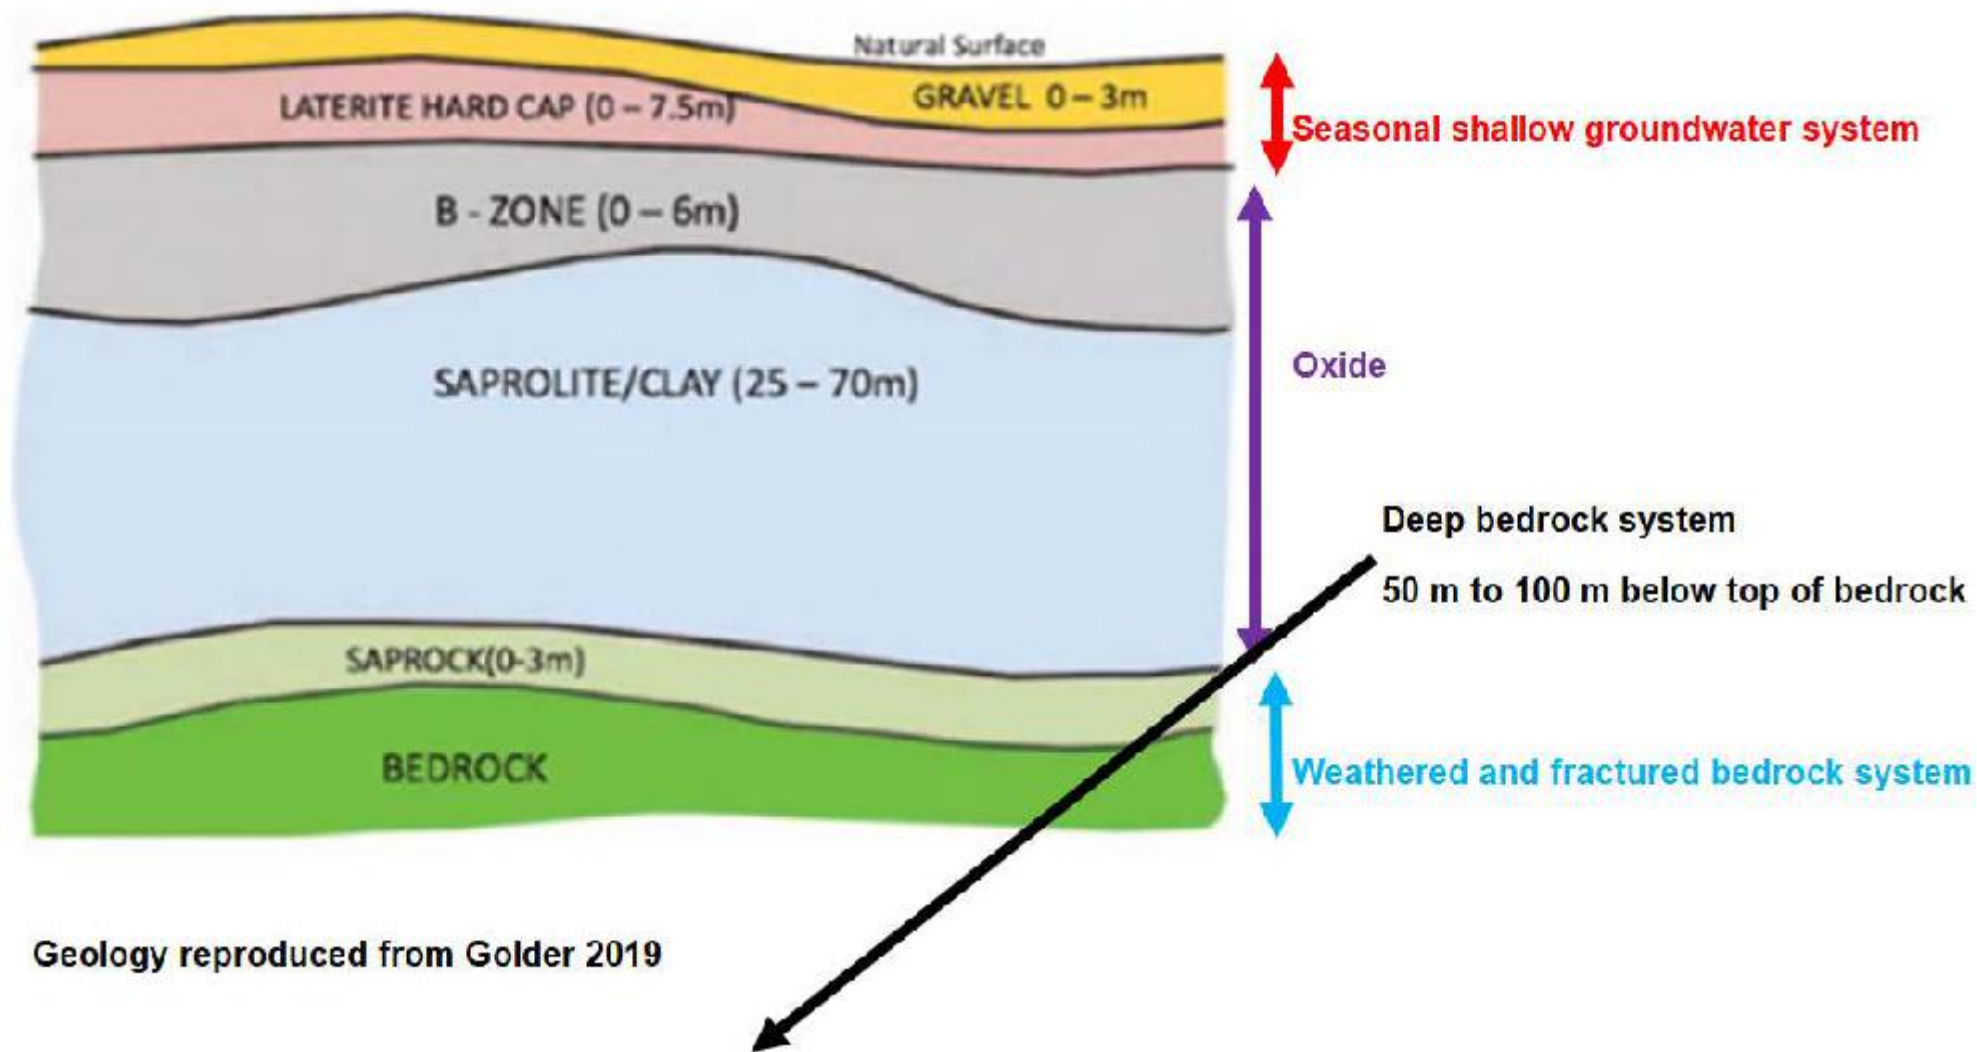 Natural Surface
GRAVEL 0 – 3m
LATERITE HARD CAP (0 – 7.5m)
Seasonal shallow groundwater system
B - ZONE (0 – 6m)
Oxide
SAPROLITE/CLAY (25 – 70m)
Deep bedrock system
50 m to 100 m below top of bedrock
SAPROCK(0-3m)
BEDROCK
Weathered and fractured bedrock system
Geology reproduced from Golder 2019